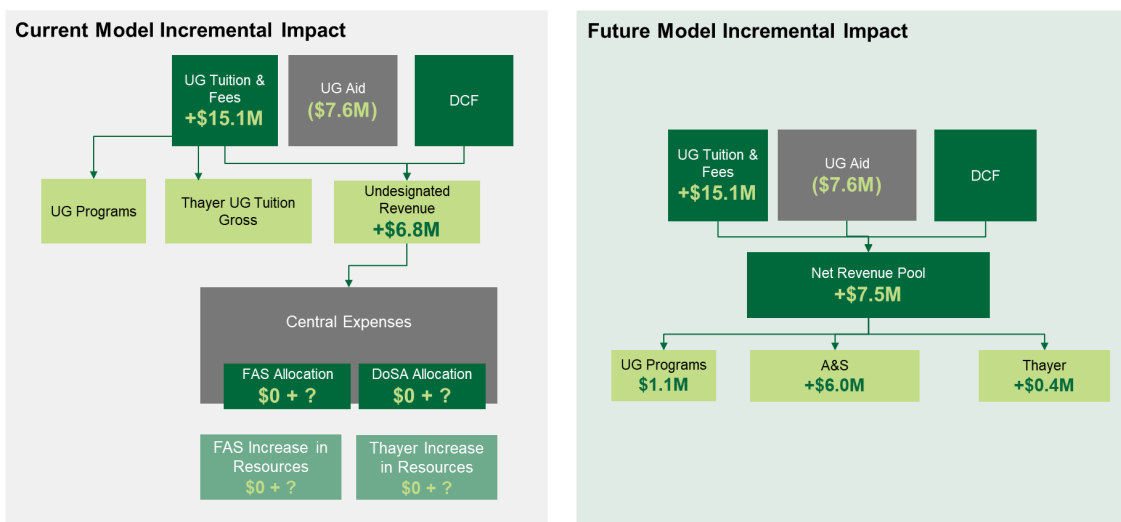 Current Model Incremental Impact
UG Tuition &
Fees
+$15.1M
UG Aid
($7.6M)
DCF
UG Programs
Thayer UG Tuition
Gross
Undesignated
Revenue
+$6.8M
Central Expenses
FAS Allocation
$0 + ?
DoSA Allocation
$0 + ?
FAS Increase in
Resources
$0 + ?
Thayer Increase
in Resources
$0 + ?
Future Model Incremental Impact
UG Tuition &
Fees
+$15.1M
UG Aid
($7.6M)
DCF
Net Revenue Pool
+$7.5M
UG Programs
$1.1M
A&S
+$6.0M
Thayer
+$0.4M